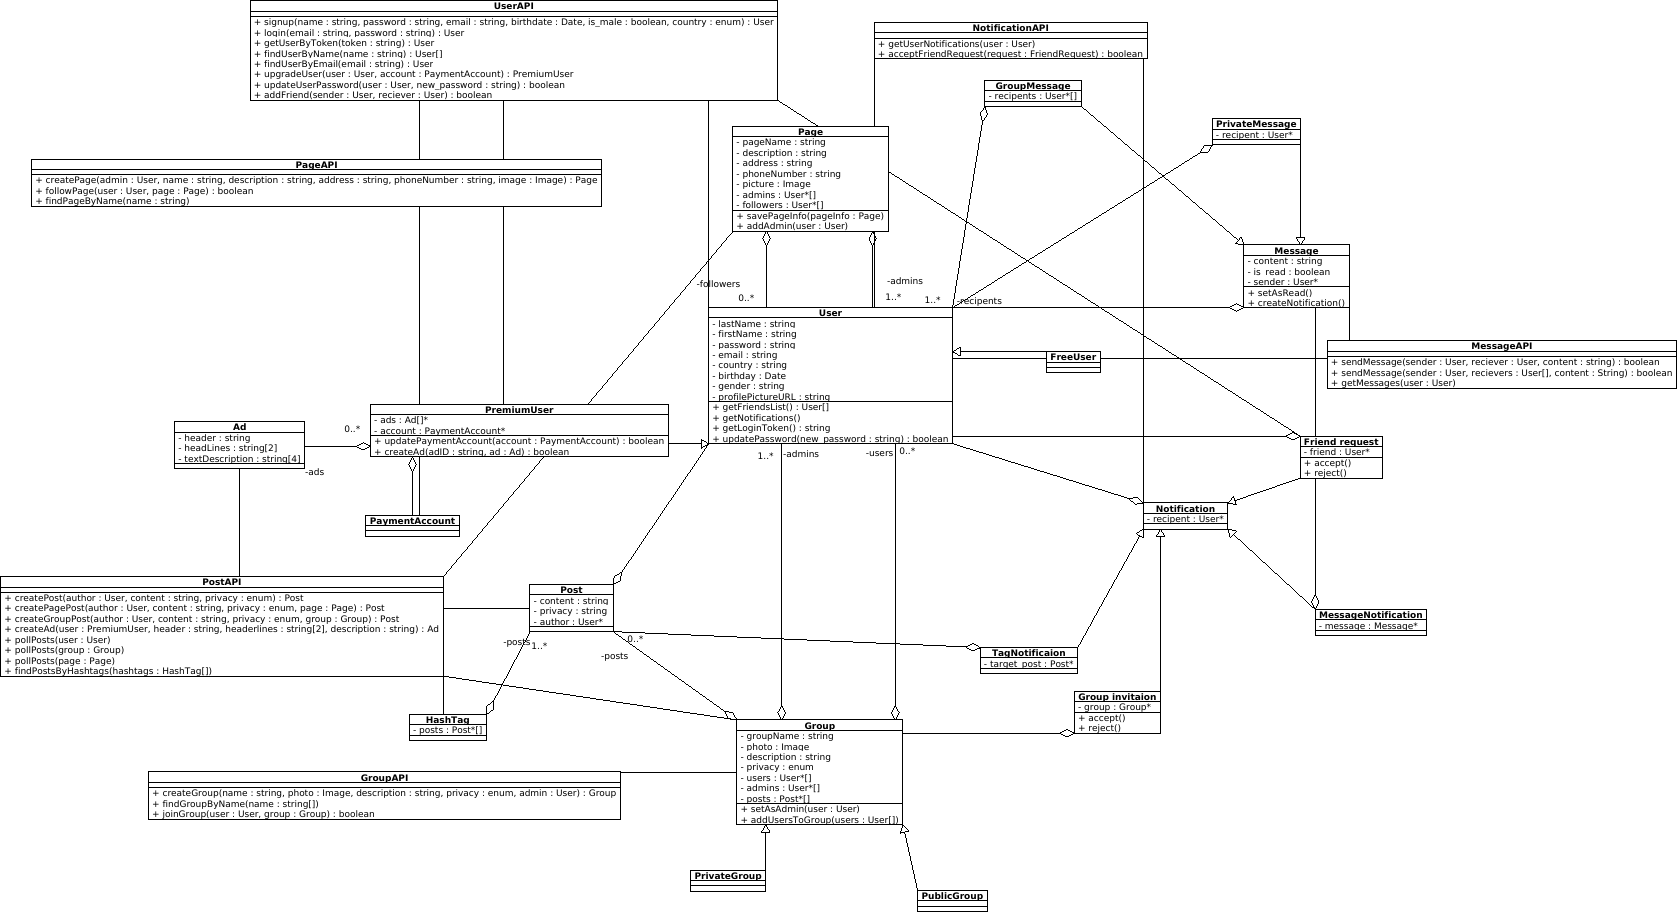 UserAPI
+ signup(name : string, password : string, email : string, birthdate : Date, is_male : boolean, country : enum) : User
+ login(email : string, password : string) : User
+ getUserByToken(token : string) : User
+ findUserByName(name : string) : User[]
+ findUserByEmail(email : string) : User
+ upgradeUser(user : User, account : PaymentAccount) : PremiumUser
+ updateUserPassword(user : User, new_password : string) : boolean
+ addFriend(sender : User, reciever : User) : boolean
NotificationAPI
+ getUserNotifications(user : User)
+ acceptFriendRequest(request : FriendRequest) : boolean
GroupMessage
- recipents : User*[]
PrivateMessage
- recipent : User*
Page
- pageName : string
- description : string
- address : string
- phoneNumber : string
- picture : Image
- admins : User*[]
- followers : User*[]
+ savePageInfo(pageInfo : Page)
+ addAdmin(user : User)
PageAPI
+ createPage(admin : User, name : string, description : string, address : string, phoneNumber : string, image : Image) : Page
+ followPage(user : User, page : Page) : boolean
+ findPageByName(name : string)
Message
- content : string
- is_read : boolean
- sender : User*
+ setAsRead()
+ createNotification()
-followers
0..*
-admins
1..*
1..*
-recipents
User
- lastName : string
- firstName : string
- password : string
- email : string
- country : string
- birthday : Date
- gender : string
- profilePictureURL : string
+ getFriendsList() : User[]
+ getNotifications()
+ getLoginToken() : string
+ updatePassword(new_password : string) : boolean
FreeUser
MessageAPI
+ sendMessage(sender : User, reciever : User, content : string) : boolean
+ sendMessage(sender : User, recievers : User[], content : String) : boolean
+ getMessages(user : User)
Ad
- header : string
- headLines : string[2]
- textDescription : string[4]
0..*
-ads
PremiumUser
- ads : Ad[]*
- account : PaymentAccount*
+ updatePaymentAccount(account : PaymentAccount) : boolean
+ createAd(adID : string, ad : Ad) : boolean
Friend request
- friend : User*
+ accept()
+ reject()
1..*
-admins
-users
0..*
PaymentAccount
Notification
- recipent : User*
PostAPI
+ createPost(author : User, content : string, privacy : enum) : Post
+ createPagePost(author : User, content : string, privacy : enum, page : Page) : Post
+ createGroupPost(author : User, content : string, privacy : enum, group : Group) : Post
+ createAd(user : PremiumUser, header : string, headerlines : string[2], description : string) : Ad
+ pollPosts(user : User)
+ pollPosts(group : Group)
+ pollPosts(page : Page)
+ findPostsByHashtags(hashtags : HashTag[])
Post
- content : string
- privacy : string
- author : User*
-posts
1..*
0..*
-posts
MessageNotification
- message : Message*
TagNotificaion
- target_post : Post*
Group invitaion
- group : Group*
+ accept()
+ reject()
HashTag
- posts : Post*[]
Group
- groupName : string
- photo : Image
- description : string
- privacy : enum
- users : User*[]
- admins : User*[]
- posts : Post*[]
+ setAsAdmin(user : User)
+ addUsersToGroup(users : User[])
GroupAPI
+ createGroup(name : string, photo : Image, description : string, privacy : enum, admin : User) : Group
+ findGroupByName(name : string[])
+ joinGroup(user : User, group : Group) : boolean
PrivateGroup
PublicGroup